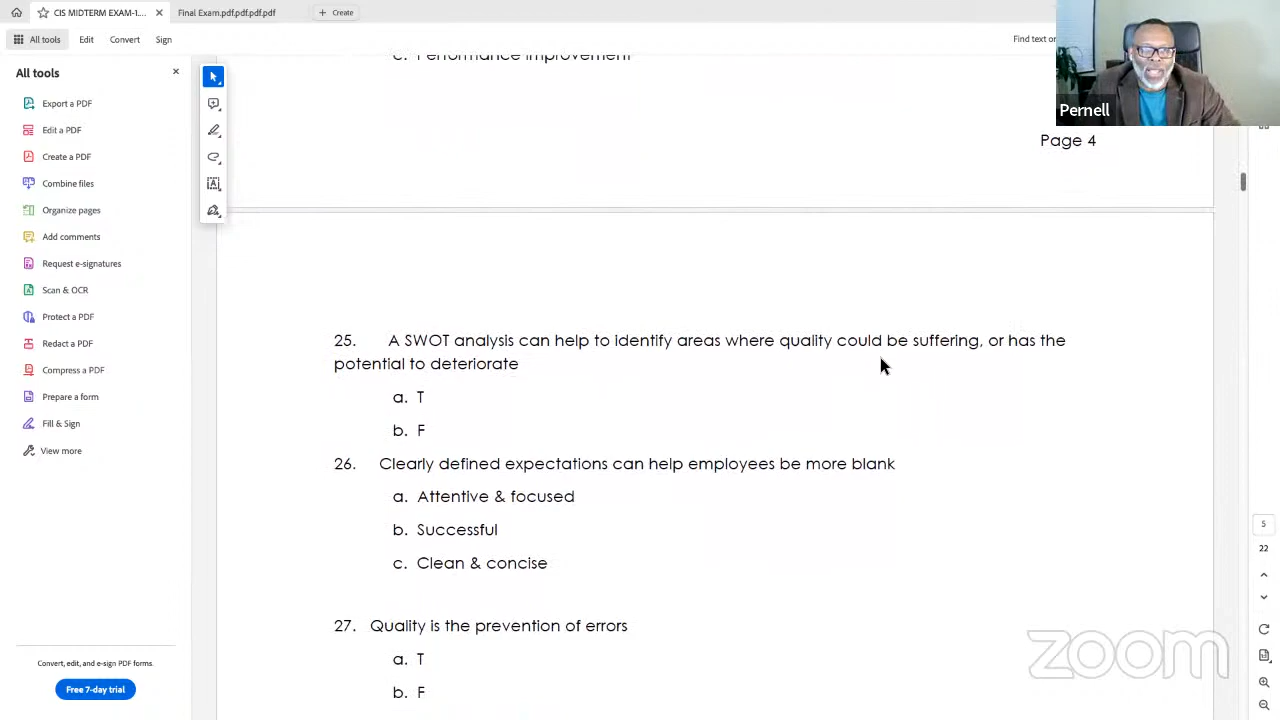 CIS MIDTERM EXAM-1....
Final Exam.pdf.pdf.pdf.pdf
Create
All tools
Edit
Convert
Sign
Find text or
All tools
Export a PDF
Edit a PDF
Create a PDF
Combine files
Organize pages
Add comments
Request e-signatures
Scan & OCR
Protect a PDF
Redact a PDF
Compress a PDF
Prepare a form
Fill & Sign
View more
Convert, edit, and e-sign PDF forms.
Free 7-day trial
c. Performance improvement
Pernell
Page 4
25. A SWOT analysis can help to identify areas where quality could be suffering, or has the
potential to deteriorate
a. T
b. F
26. Clearly defined expectations can help employees be more blank
a. Attentive & focused
b. Successful
c. Clean & concise
27. Quality is the prevention of errors
a. T
b. F
5
22
zoom